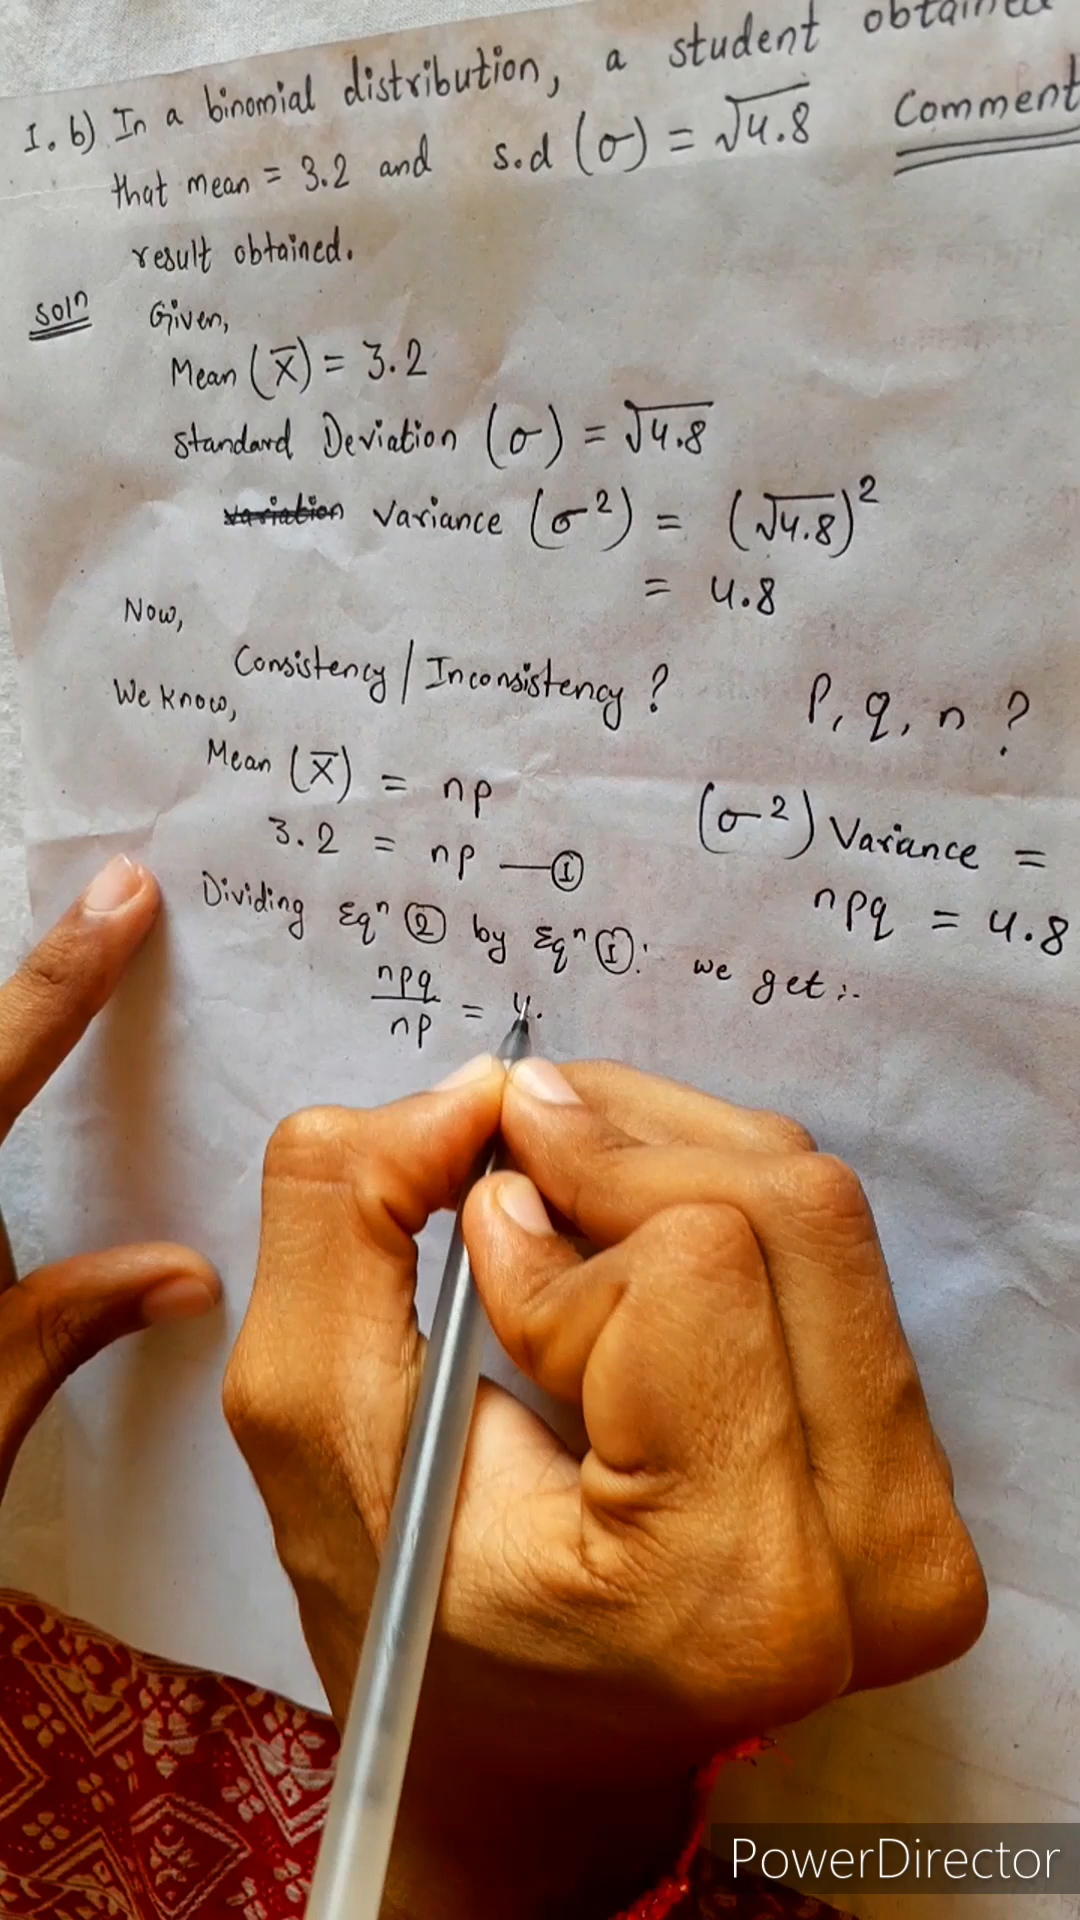 I. b) In a binomial distribution, a student obtained
that mean = 3.2 and s.d (σ) = √4.8 Comment
result obtained.
Soln Given,
Mean (x̄) = 3.2
Standard Deviation (σ) = √4.8
variation Variance (σ²) = (√4.8)²
= 4.8
Now,
Consistency / Inconsistency ? P, q, n ?
We know,
Mean (x̄) = np (σ²) Variance =
3.2 = np —① npq = 4.8
Dividing Eqⁿ ② by Eqⁿ ①: we get :-
npq/np = 4.
PowerDirector